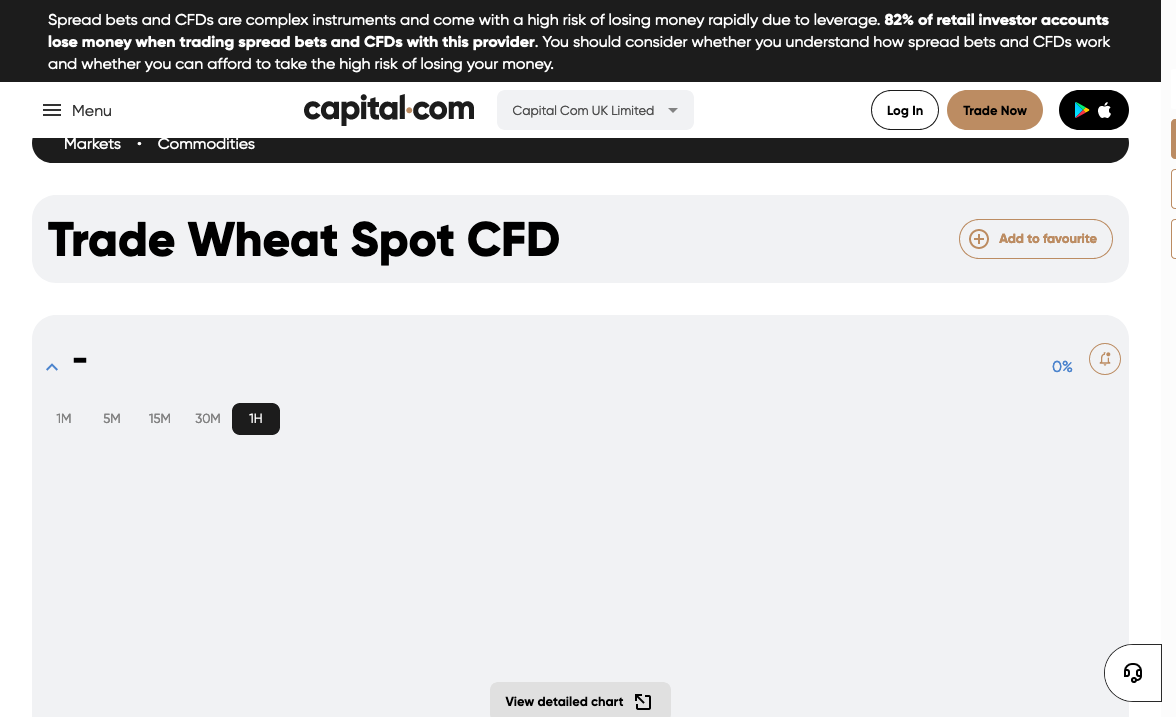 Spread bets and CFDs are complex instruments and come with a high risk of losing money rapidly due to leverage. 82% of retail investor accounts
lose money when trading spread bets and CFDs with this provider. You should consider whether you understand how spread bets and CFDs work
and whether you can afford to take the high risk of losing your money.
Menu
capital.com
Capital Com UK Limited
Log In
Trade Now
Markets • Commodities
Trade Wheat Spot CFD
Add to favourite
-
0%
1M 5M 15M 30M 1H
View detailed chart